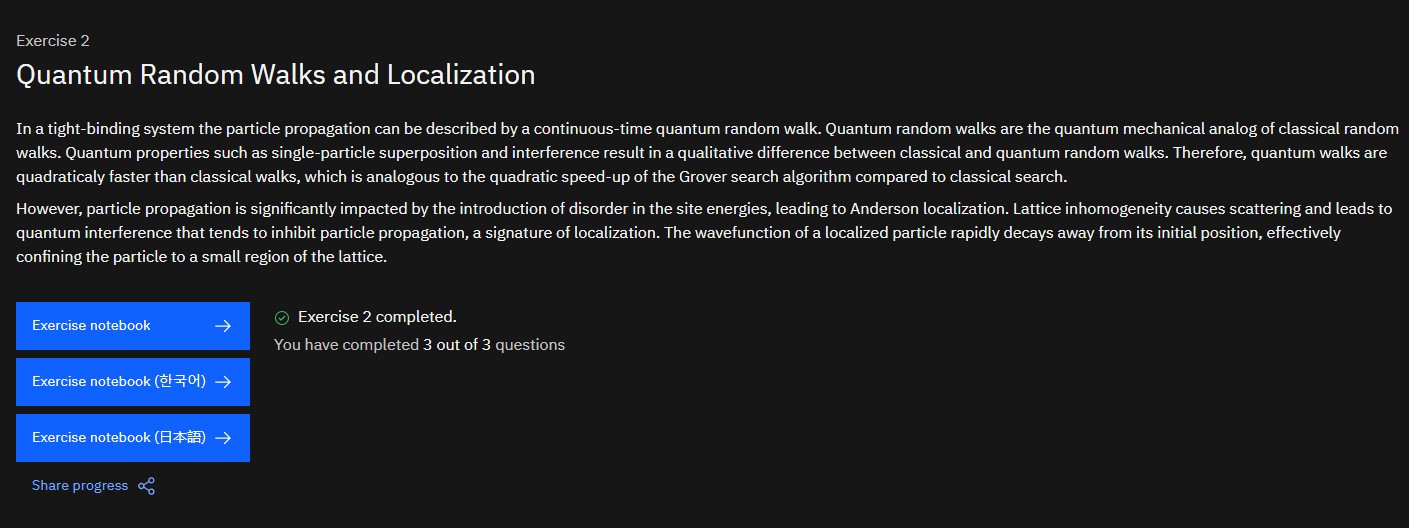 Exercise 2
Quantum Random Walks and Localization
In a tight-binding system the particle propagation can be described by a continuous-time quantum random walk. Quantum random walks are the quantum mechanical analog of classical random
walks. Quantum properties such as single-particle superposition and interference result in a qualitative difference between classical and quantum random walks. Therefore, quantum walks are
quadraticaly faster than classical walks, which is analogous to the quadratic speed-up of the Grover search algorithm compared to classical search.
However, particle propagation is significantly impacted by the introduction of disorder in the site energies, leading to Anderson localization. Lattice inhomogeneity causes scattering and leads to
quantum interference that tends to inhibit particle propagation, a signature of localization. The wavefunction of a localized particle rapidly decays away from its initial position, effectively
confining the particle to a small region of the lattice.
Exercise notebook
Exercise 2 completed.
You have completed 3 out of 3 questions
Exercise notebook (한국어)
Exercise notebook (日本語)
Share progress